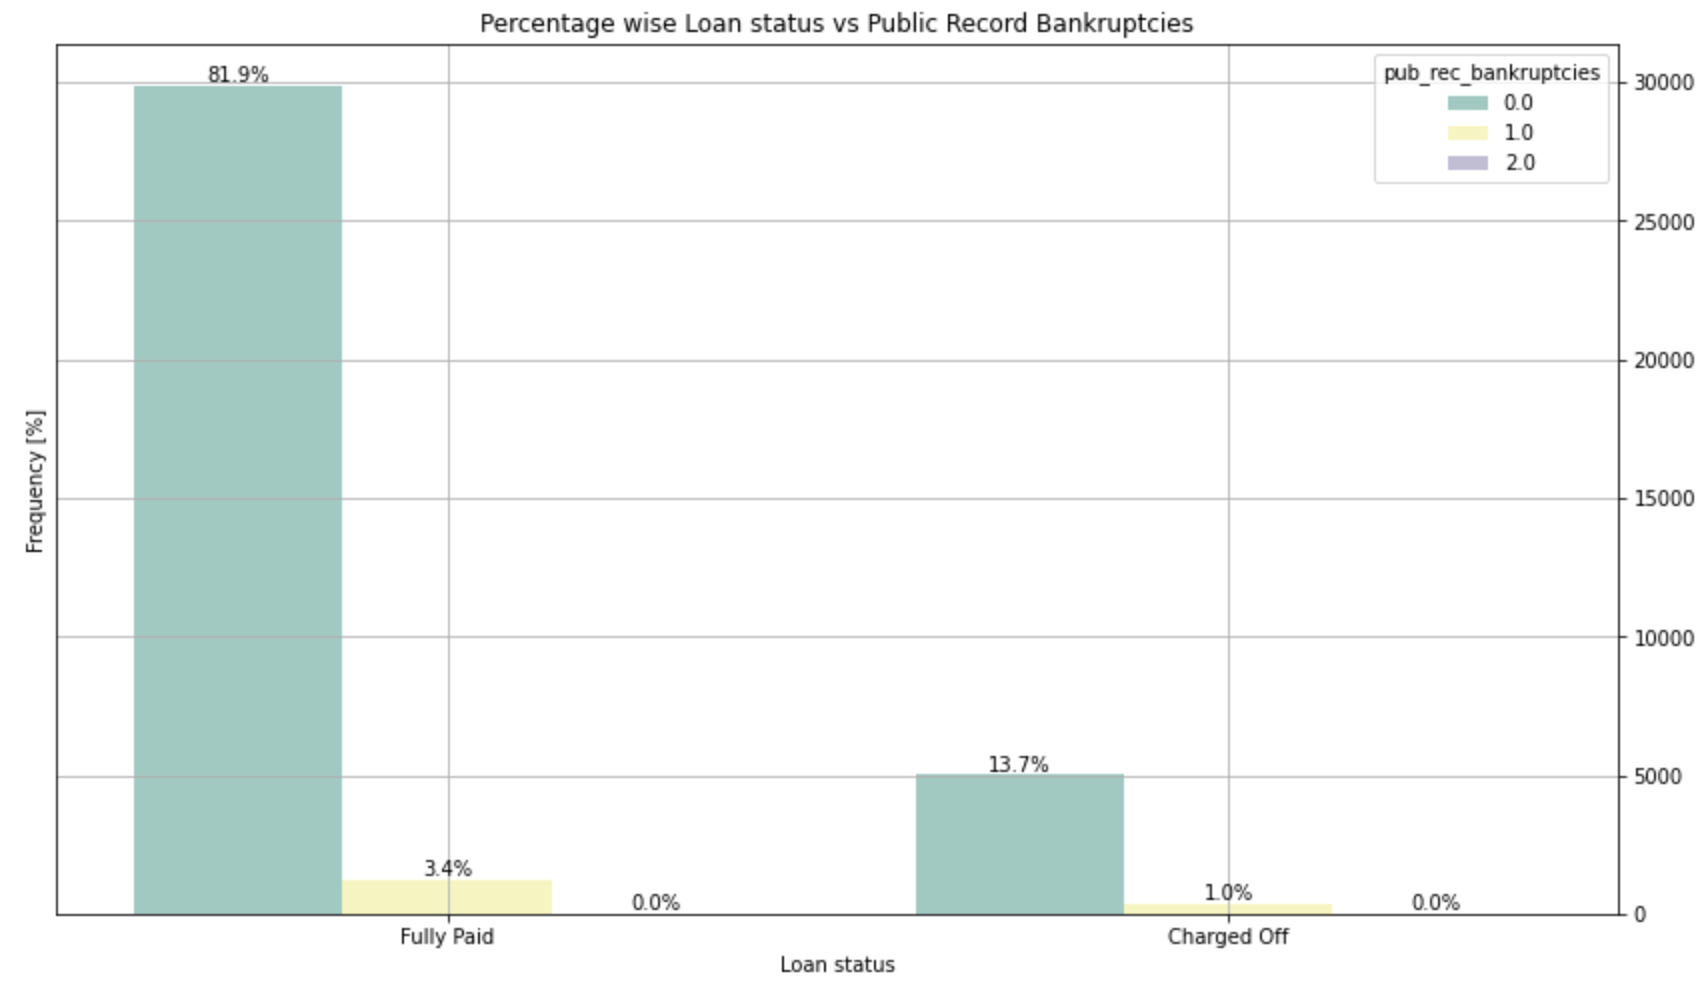 Percentage wise Loan status vs Public Record Bankruptcies
81.9%
pub_rec_bankruptcies
0.0
1.0
2.0
30000
25000
20000
15000
10000
5000
0
Frequency [%]
13.7%
3.4%
0.0%
1.0%
0.0%
Fully Paid
Charged Off
Loan status